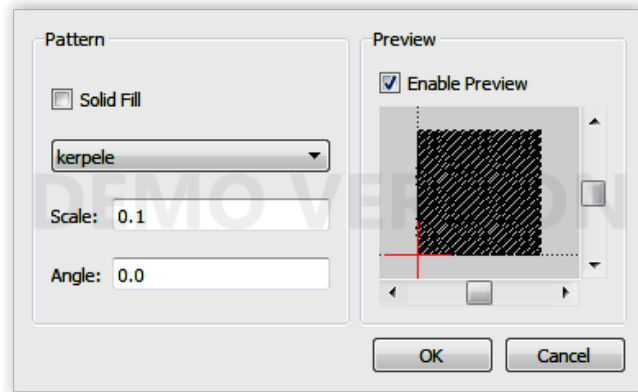 Pattern
Solid Fill
kerpele
Scale: 0.1
Angle: 0.0
Preview
Enable Preview
DEMO VERSION
OK
Cancel